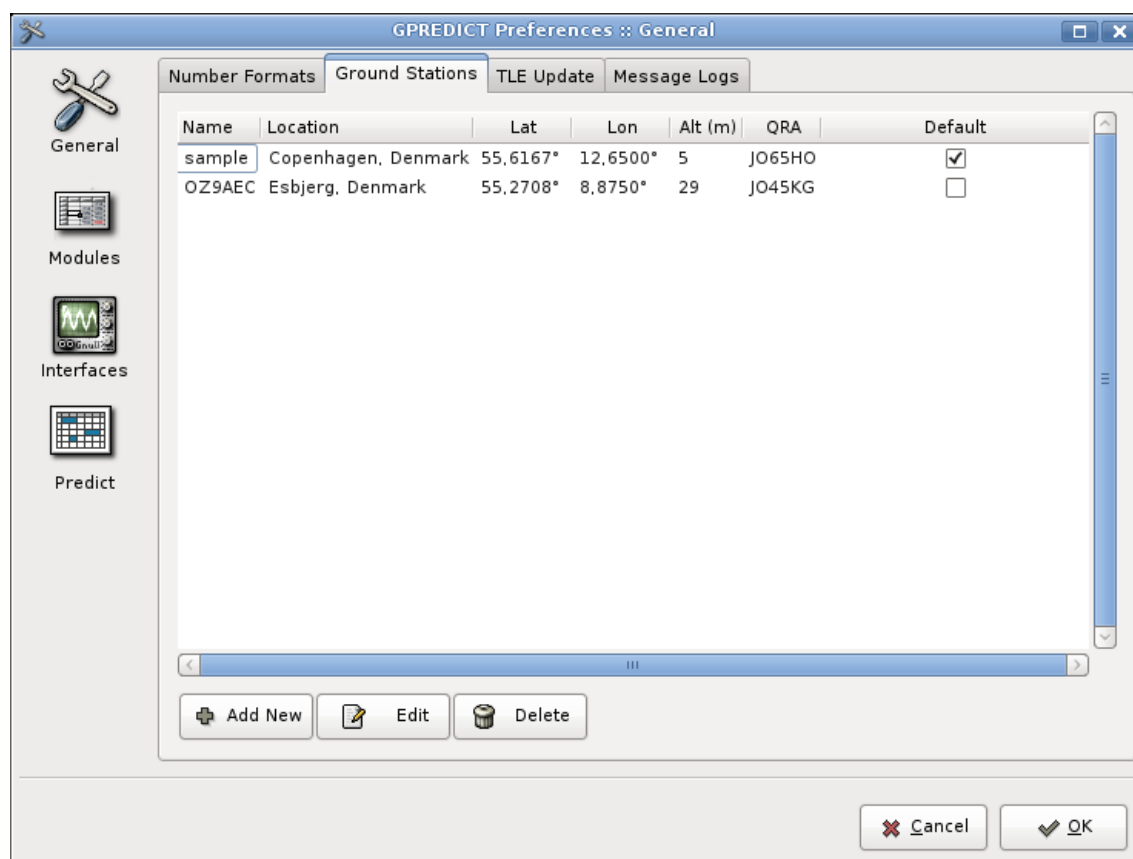 GPREDICT Preferences :: General
General
Modules
Interfaces
Predict
Number Formats Ground Stations TLE Update Message Logs
Name Location Lat Lon Alt (m) QRA Default
sample Copenhagen, Denmark 55,6167° 12,6500° 5 JO65HO
OZ9AEC Esbjerg, Denmark 55,2708° 8,8750° 29 JO45KG
Add New Edit Delete
Cancel OK